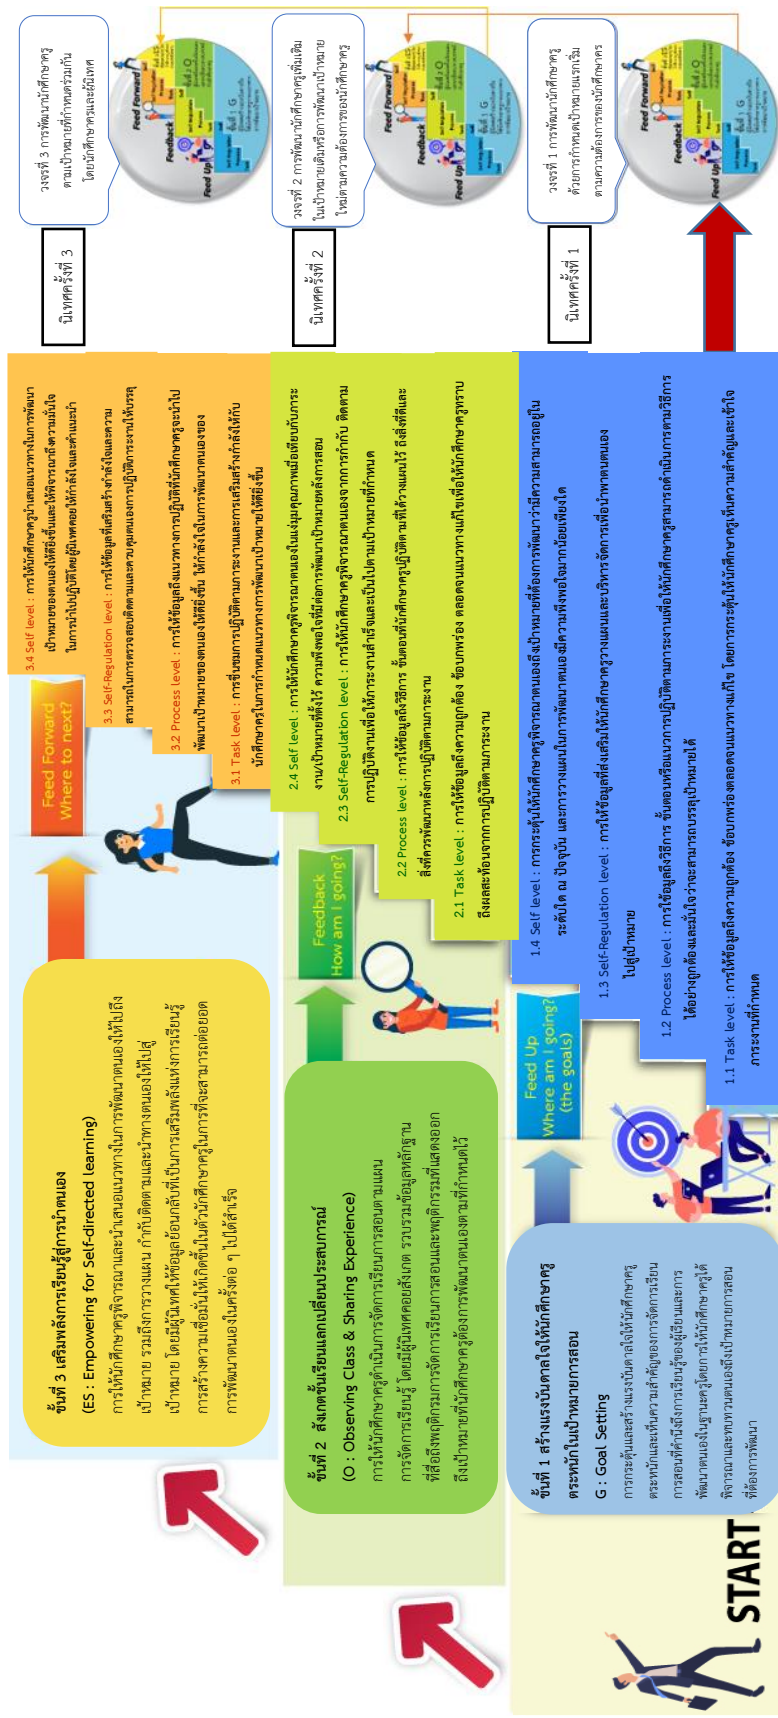 START
ขั้นที่ 1 สร้างแรงบันดาลใจให้นักศึกษาครู
ตระหนักในเป้าหมายการสอน
G : Goal Setting
การกระตุ้นและสร้างแรงบันดาลใจให้นักศึกษาครู
ตระหนักและเห็นความสำคัญของการจัดการเรียน
การสอนที่คำนึงถึงการเรียนรู้ของผู้เรียนและการ
พัฒนาตนเองในฐานะครูโดยการให้นักศึกษาครูได้
พิจารณาและทบทวนตนเองถึงเป้าหมายการสอน
ที่ต้องการพัฒนา
Feed Up
Where am I going?
(the goals)
1.4 Self level : การกระตุ้นให้นักศึกษาครูพิจารณาตนเองถึงเป้าหมายที่ต้องการพัฒนาว่ามีความสามารถอยู่ใน
ระดับใด ณ ปัจจุบัน และการวางแผนในการพัฒนาตนเองมีความพึงพอใจมากน้อยเพียงใด
1.3 Self-Regulation level : การให้ข้อมูลที่ส่งเสริมให้นักศึกษาครูวางแผนและบริหารจัดการเพื่อนำพาตนตนเอง
ไปสู่เป้าหมาย
1.2 Process level : การใช้ข้อมูลถึงวิธีการ ขั้นตอนหรือแนวการปฏิบัติตามภาระงานเพื่อให้นักศึกษาครูสามารถดำเนินการตามวิธีการ
ได้อย่างถูกต้องและมั่นใจว่าจะสามารถบรรลุเป้าหมายได้
1.1 Task level : การให้ข้อมูลถึงความถูกต้อง ข้อบกพร่องตลอดจนแนวทางแก้ไข โดยการกระตุ้นให้นักศึกษาครูเห็นความสำคัญและเข้าใจ
ภาระงานที่กำหนด
นิเทศครั้งที่ 1
วงจรที่ 1 การพัฒนานักศึกษาครู
ด้วยการกำหนดเป้าหมายแรกเริ่ม
ตามความต้องการของนักศึกษาคร
Feed Up
Feedback
Feed Forward
ขั้นที่ 2 สังเกตชั้นเรียนแลกเปลี่ยนประสบการณ์
(O : Observing Class & Sharing Experience)
การให้นักศึกษาครูดำเนินการจัดการเรียนการสอนตามแผน
การจัดการเรียนรู้ โดยมีผู้นิเทศคอยสังเกต รวบรวมข้อมูลหลักฐาน
ที่สื่อถึงพฤติกรรมการจัดการเรียนการสอนและพฤติกรรมที่แสดงออก
ถึงเป้าหมายที่นักศึกษาครูต้องการพัฒนาตนเองตามที่กำหนดไว้
Feedback
How am I going?
2.4 Self level : การให้นักศึกษาครูพิจารณาตนเองในแง่มุมคุณภาพเมื่อเทียบกับภาระ
งาน/เป้าหมายที่ตั้งไว้ ความพึงพอใจที่มีต่อการพัฒนาเป้าหมายหลังการสอน
2.3 Self-Regulation level : การให้นักศึกษาครูพิจารณาตนเองจากการกำกับ ติดตาม
การปฏิบัติงานเพื่อให้ภาระงานสำเร็จและเป็นไปตามเป้าหมายที่กำหนด
2.2 Process level : การให้ข้อมูลถึงวิธีการ ขั้นตอนที่นักศึกษาครูปฏิบัติตามที่ได้วางแผนไว้ ถึงสิ่งที่ดีและ
สิ่งที่ควรพัฒนาหลังการปฏิบัติตามภาระงาน
2.1 Task level : การให้ข้อมูลถึงความถูกต้อง ข้อบกพร่อง ตลอดจนแนวทางแก้ไขเพื่อให้นักศึกษาครูทราบ
ถึงผลสะท้อนจากการปฏิบัติตามภาระงาน
นิเทศครั้งที่ 2
วงจรที่ 2 การพัฒนานักศึกษาครูเพิ่มเติม
ในเป้าหมายเดิมหรือการพัฒนาเป้าหมาย
ใหม่ตามความต้องการของนักศึกษาครู
Feed Up
Feedback
Feed Forward
ขั้นที่ 3 เสริมพลังการเรียนรู้สู่การนำตนเอง
(ES : Empowering for Self-directed learning)
การให้นักศึกษาครูพิจารณาและนำเสนอแนวทางในการพัฒนาตนเองให้ไปถึง
เป้าหมาย รวมถึงการวางแผน กำกับติดตามและนำทางตนเองให้ไปสู่
เป้าหมาย โดยมีผู้นิเทศให้ข้อมูลย้อนกลับที่เป็นการเสริมพลังแห่งการเรียนรู้
การสร้างความเชื่อมั่นให้เกิดขึ้นในตัวนักศึกษาครูในการที่จะสามารถต่อยอด
การพัฒนาตนเองในครั้งต่อ ๆ ไปได้สำเร็จ
Feed Forward
Where to next?
3.4 Self level : การให้นักศึกษาครูนำเสนอแนวทางในการพัฒนา
เป้าหมายของตนเองให้ดียิ่งขึ้นและให้พิจารณาถึงความมั่นใจ
ในการนำไปปฏิบัติโดยผู้นิเทศคอยให้กำลังใจและคำแนะนำ
3.3 Self-Regulation level : การให้ข้อมูลที่เสริมสร้างกำลังใจและความ
สามารถในการตรวจสอบติดตามและควบคุมตนเองการปฏิบัติภาระงานให้บรรลุ
3.2 Process level : การให้ข้อมูลถึงแนวทางการปฏิบัติที่นักศึกษาครูจะนำไป
พัฒนาเป้าหมายของตนเองให้ดียิ่งขึ้น ให้กำลังใจในการพัฒนาตนเองของ
3.1 Task level : การชื่นชมการปฏิบัติตามภาระงานและการเสริมสร้างกำลังให้กับ
นักศึกษาครูในการกำหนดแนวทางการพัฒนาเป้าหมายให้ดียิ่งขึ้น
นิเทศครั้งที่ 3
วงจรที่ 3 การพัฒนานักศึกษาครู
ตามเป้าหมายที่กำหนดร่วมกัน
โดยนักศึกษาครูและผู้นิเทศ
Feed Up
Feedback
Feed Forward